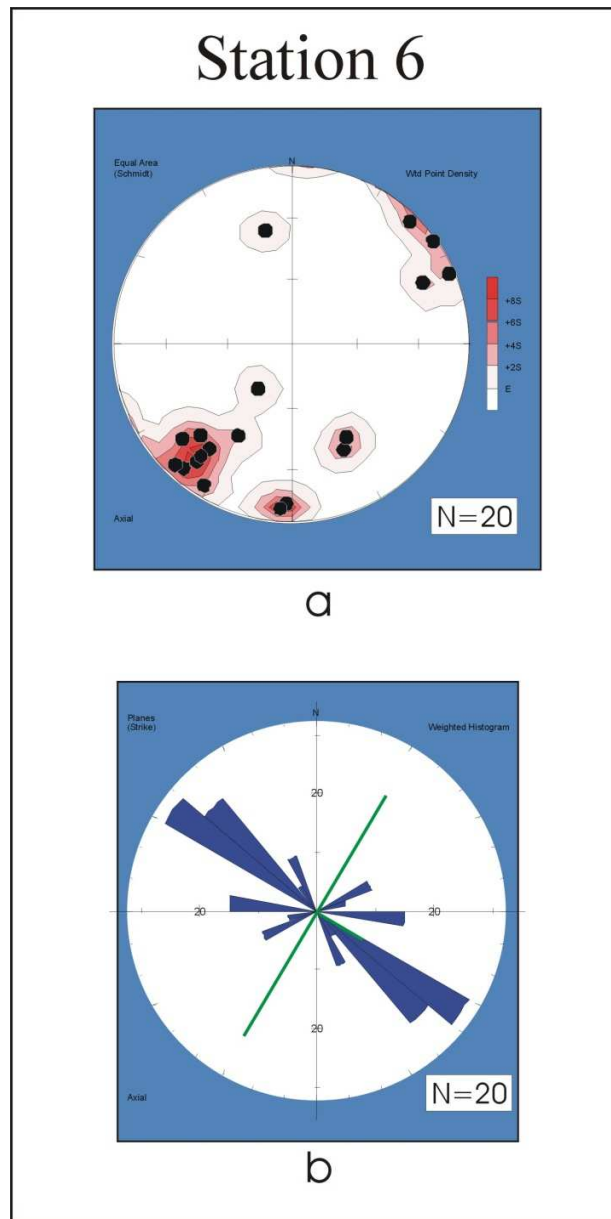 Station 6
Equal Area
(Schmidt)
N
Wtd Point Density
+8S
+6S
+4S
+2S
E
Axial
N=20
a
Planes
(Strike)
N
Weighted Histogram
20
20
20
20
Axial
N=20
b